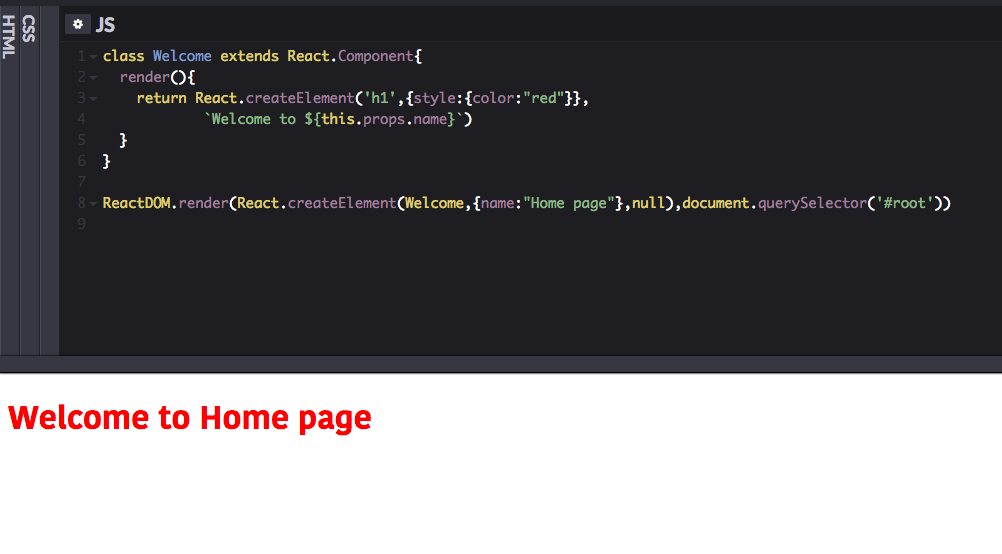 HTML
CSS
JS
1 class Welcome extends React.Component{
2 render(){
3 return React.createElement('h1',{style:{color:"red"}},
4 `Welcome to ${this.props.name}`)
5 }
6 }
7
8 ReactDOM.render(React.createElement(Welcome,{name:"Home page"},null),document.querySelector('#root'))
9
Welcome to Home page